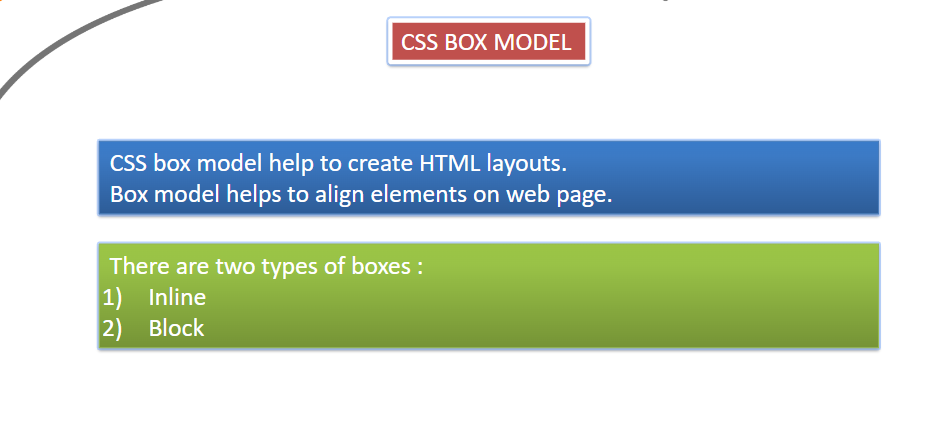 CSS BOX MODEL
CSS box model help to create HTML layouts.
Box model helps to align elements on web page.
There are two types of boxes :
1) Inline
2) Block